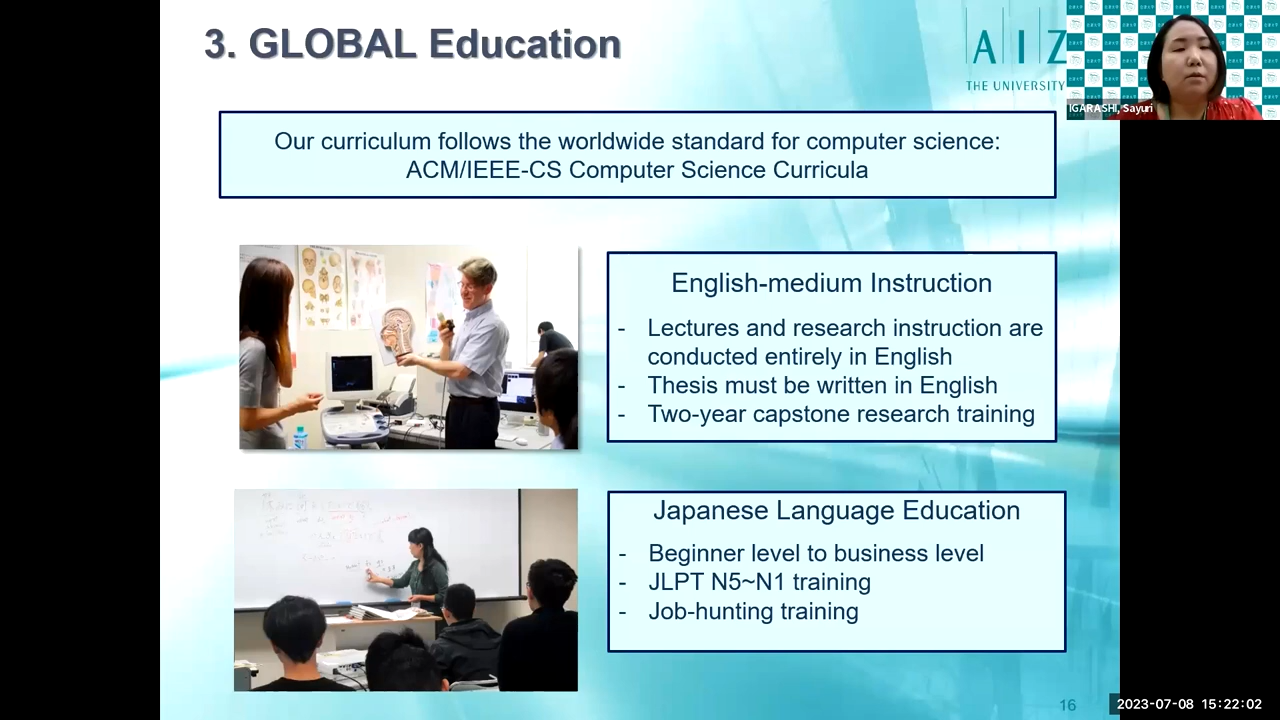 3. GLOBAL Education
A I Z
THE UNIVERSITY
IGARASHI, Sayuri
Our curriculum follows the worldwide standard for computer science:
ACM/IEEE-CS Computer Science Curricula
English-medium Instruction
- Lectures and research instruction are
conducted entirely in English
- Thesis must be written in English
- Two-year capstone research training
Japanese Language Education
- Beginner level to business level
- JLPT N5~N1 training
- Job-hunting training
16
2023-07-08 15:22:02